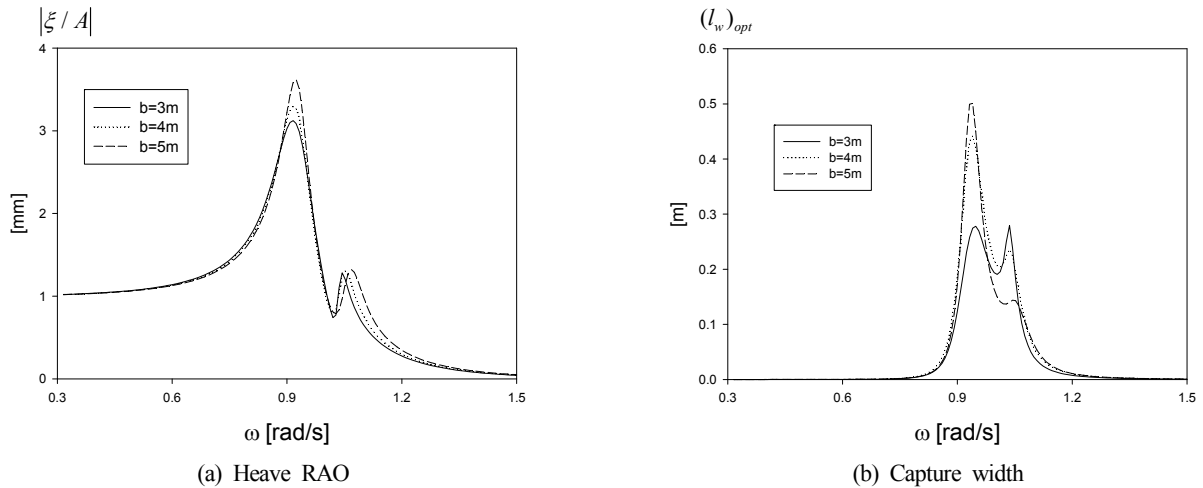 |ξ / A|
4
3
2
1
0
[mm]
b=3m
b=4m
b=5m
0.3 0.6 0.9 1.2 1.5
ω [rad/s]
(a) Heave RAO
(l_w)_opt
0.6
0.5
0.4
0.3
0.2
0.1
0.0
[m]
b=3m
b=4m
b=5m
0.3 0.6 0.9 1.2 1.5
ω [rad/s]
(b) Capture width